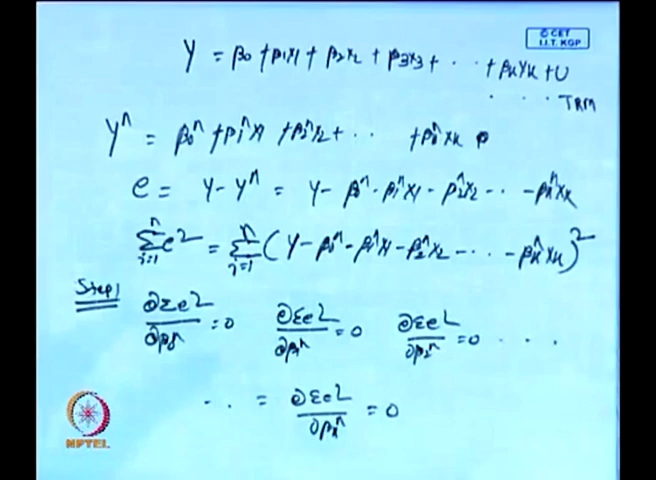 © CET
I.I.T. KGP
Y = β0 + β1x1 + β2x2 + β3x3 + · · + βkxk + U
· · · TRM
Y^ = β0^ + β1^x1 + β2^x2 + · · + βk^xk
e = Y - Y^ = Y - β0^ - β1^x1 - β2^x2 - · · - βk^xk
∑i=1^n e² = ∑i=1^n (Y - β0^ - β1^x1 - β2^x2 - · · · - βk^xk)²
Step 1
∂Σe²/∂β0^ = 0 ∂Σe²/∂β1^ = 0 ∂Σe²/∂β2^ = 0 · · ·
· · = ∂Σe²/∂βk^ = 0
NPTEL